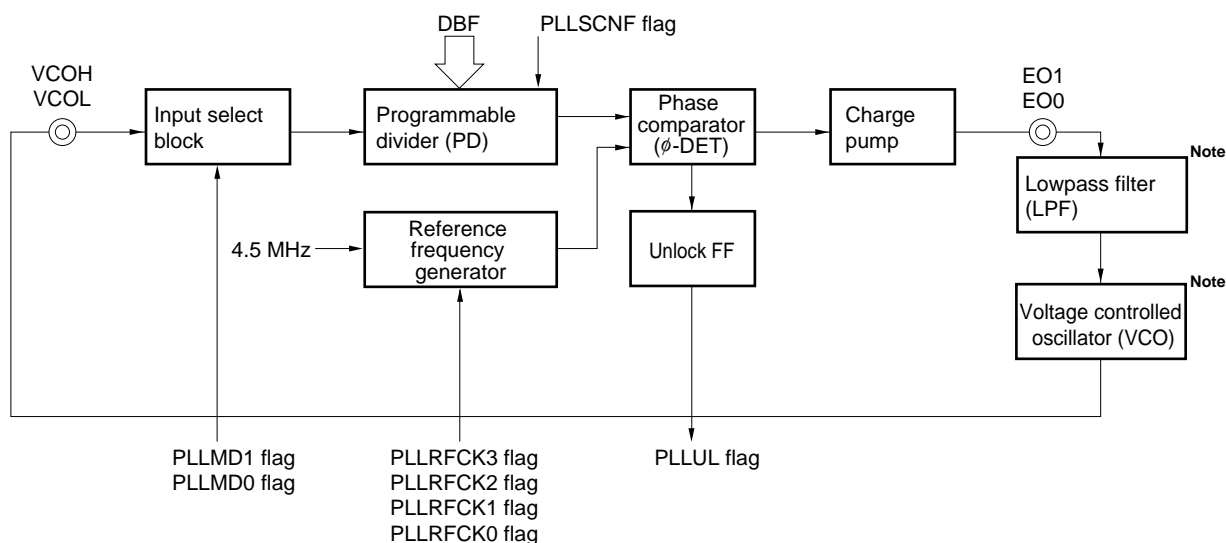 DBF
PLLSCNF flag
VCOH
VCOL
Input select
block
Programmable
divider (PD)
Phase
comparator
(ø-DET)
Charge
pump
EO1
EO0
Note
Lowpass filter
(LPF)
4.5 MHz
Reference
frequency
generator
Unlock FF
Note
Voltage controlled
oscillator (VCO)
PLLMD1 flag
PLLMD0 flag
PLLRFCK3 flag
PLLRFCK2 flag
PLLRFCK1 flag
PLLRFCK0 flag
PLLUL flag